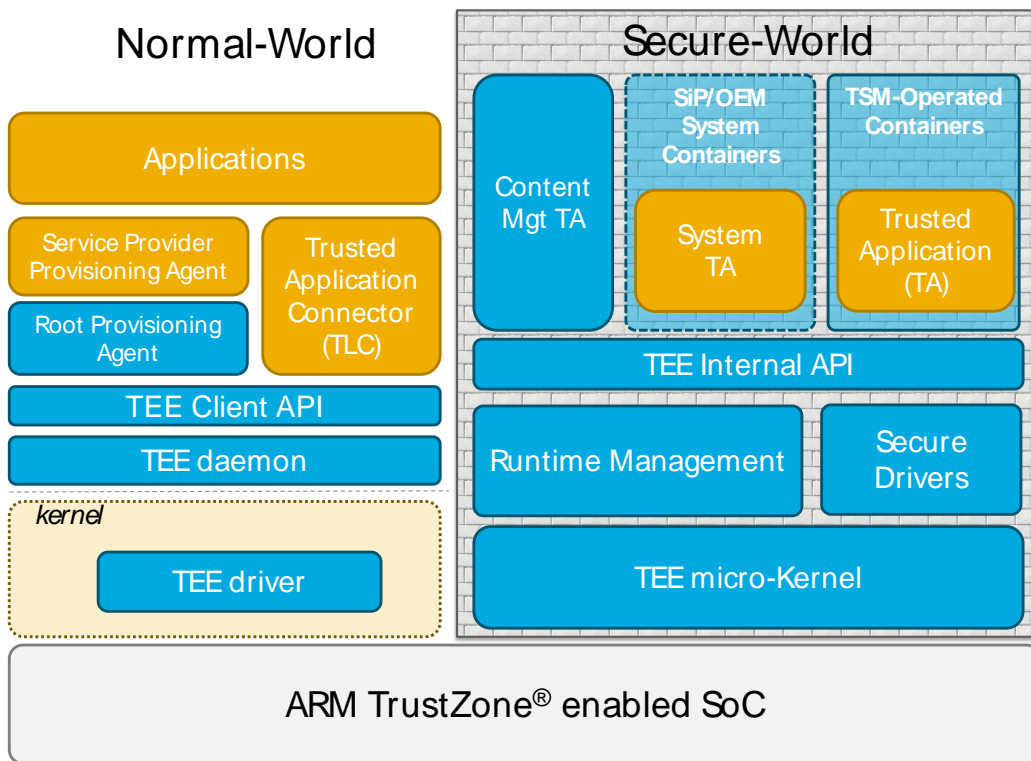 Normal-World
Applications
Service Provider
Provisioning Agent
Root Provisioning
Agent
Trusted
Application
Connector
(TLC)
TEE Client API
TEE daemon
kernel
TEE driver
Secure-World
Content
Mgt TA
SiP/OEM
System
Containers
System
TA
TSM-Operated
Containers
Trusted
Application
(TA)
TEE Internal API
Runtime Management
Secure
Drivers
TEE micro-Kernel
ARM TrustZone® enabled SoC